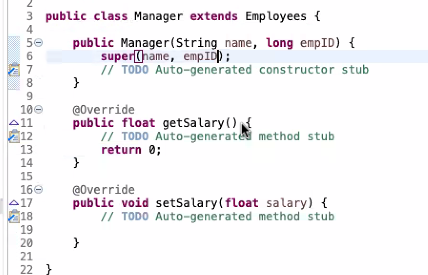 2
3 public class Manager extends Employees {
4
5 public Manager(String name, long empID) {
6 super(name, empID);
7 // TODO Auto-generated constructor stub
8 }
9
10 @Override
11 public float getSalary() {
12 // TODO Auto-generated method stub
13 return 0;
14 }
15
16 @Override
17 public void setSalary(float salary) {
18 // TODO Auto-generated method stub
19
20 }
21
22 }